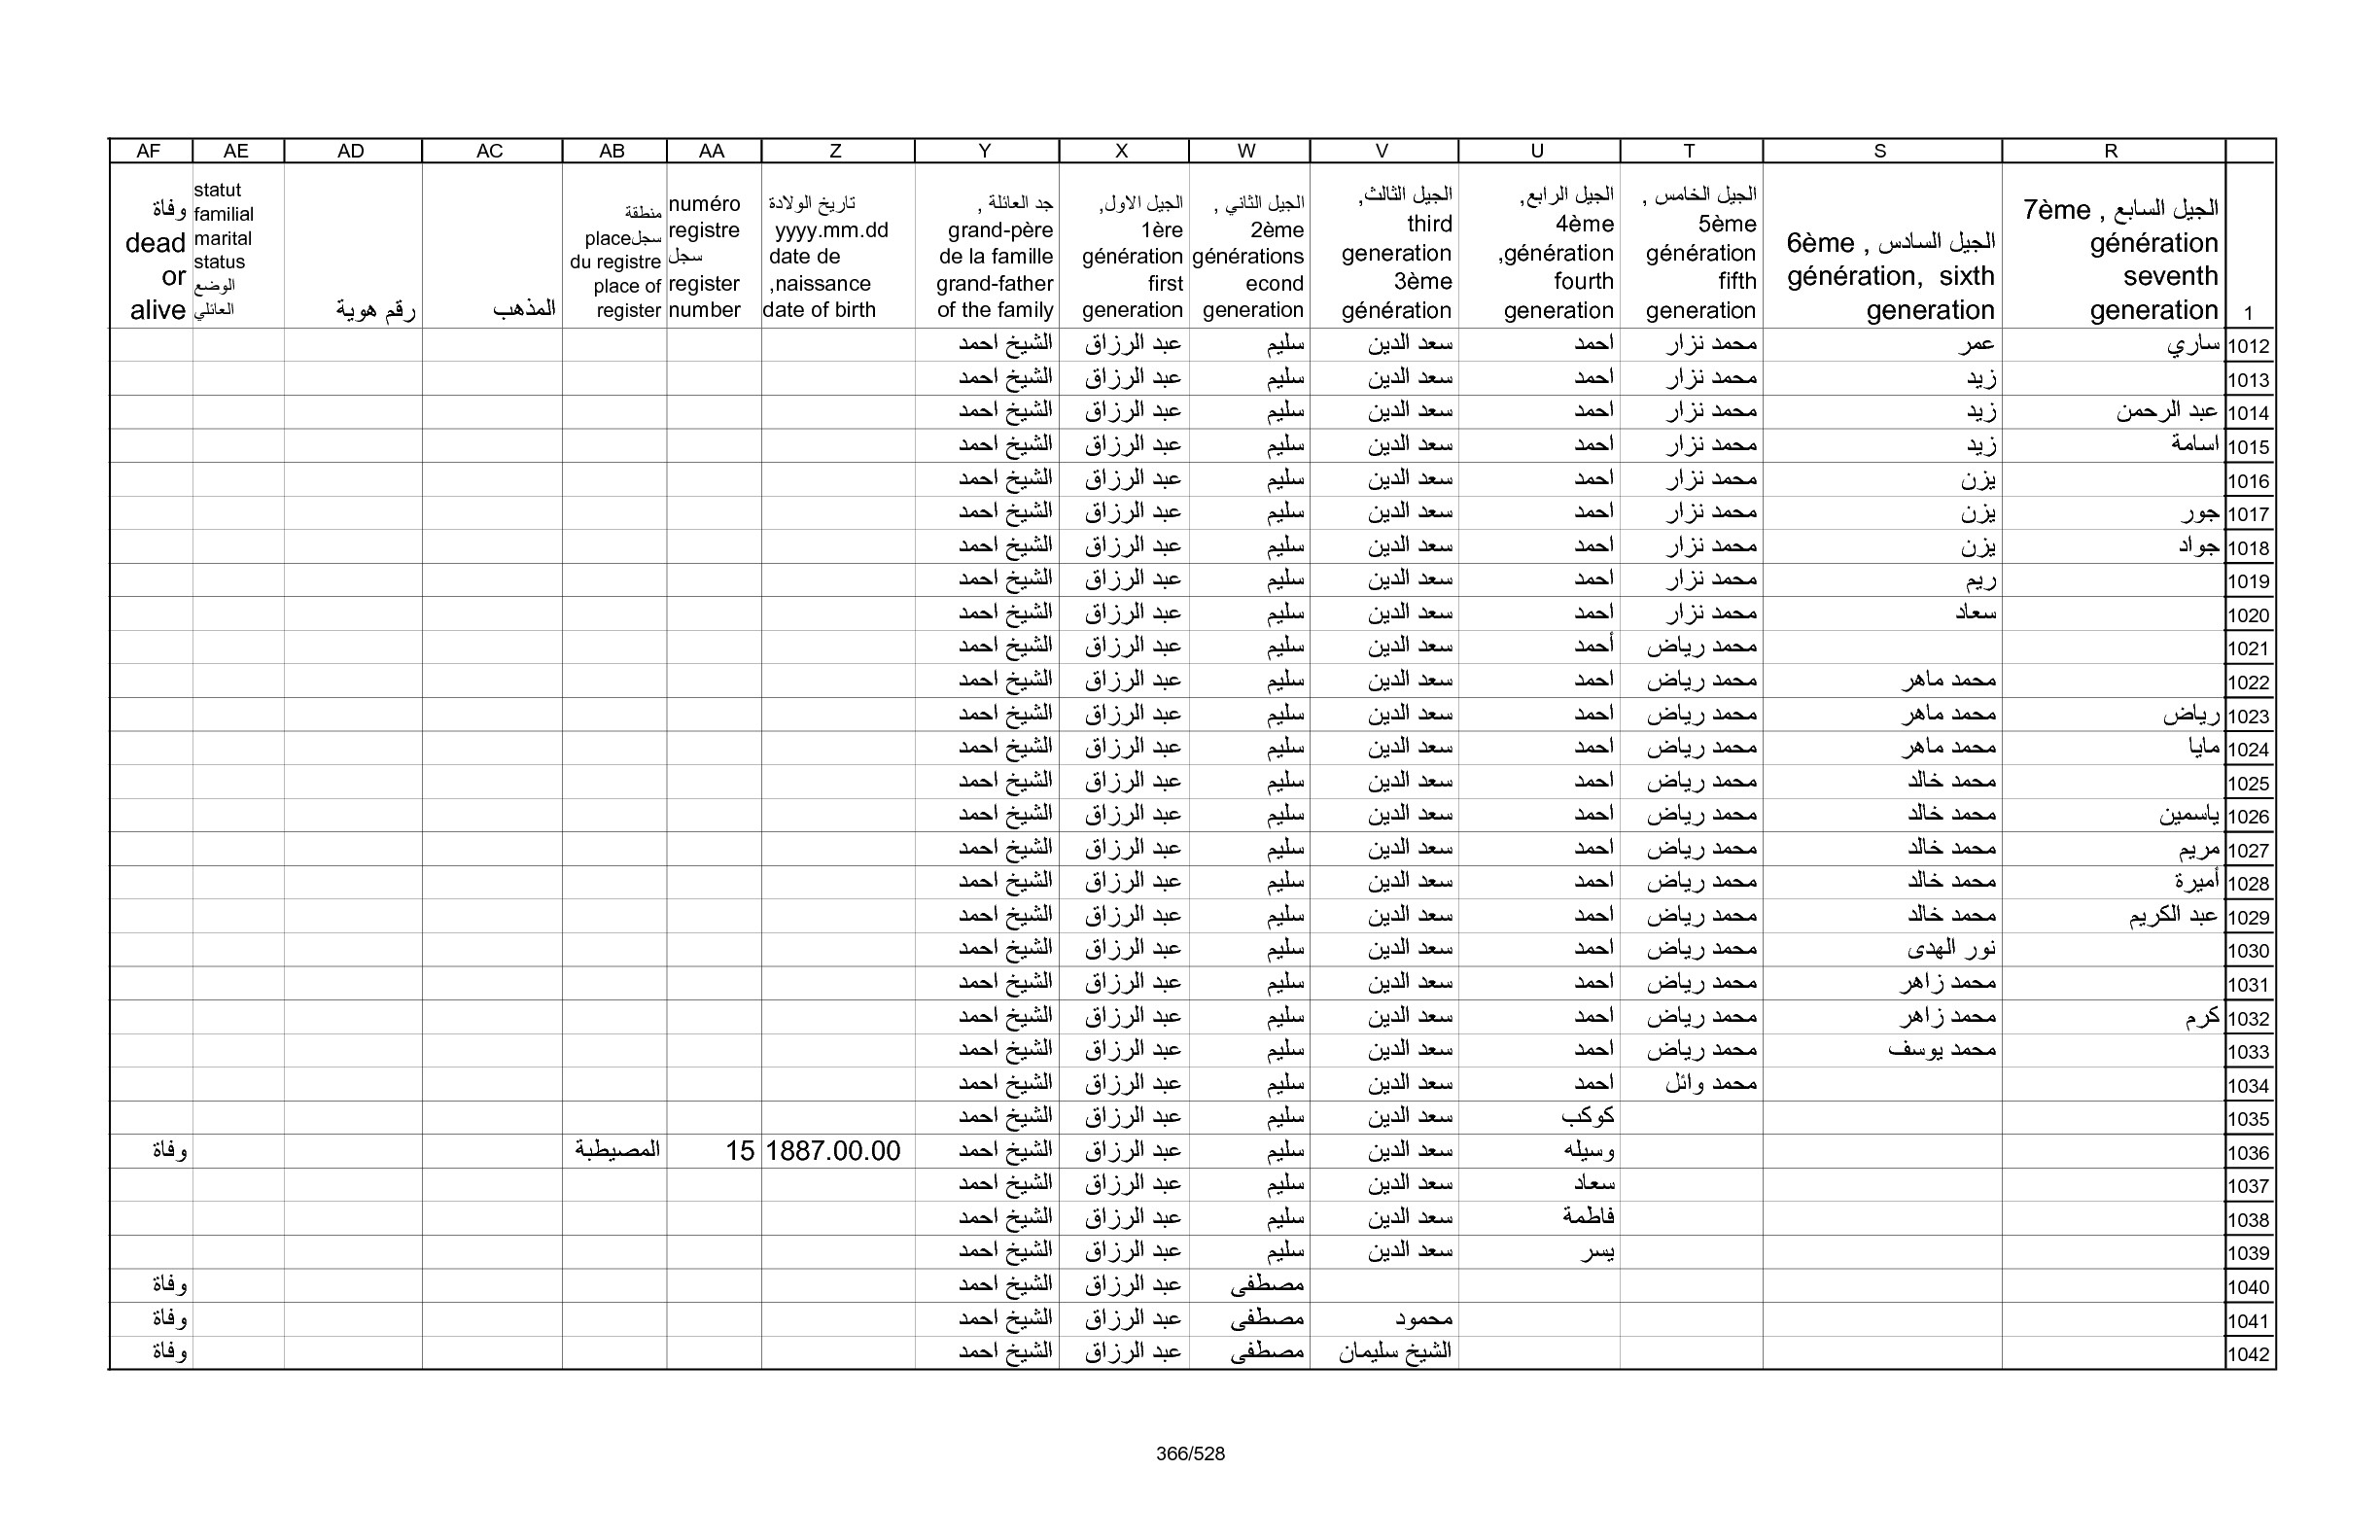 R S T U V W X Y Z AA AB AC AD AE AF
1 الجيل السابع , 7ème génération seventh generation الجيل السادس , 6ème génération, sixth generation الجيل الخامس , 5ème génération fifth generation الجيل الرابع, 4ème génération, fourth generation الجيل الثالث, third generation 3ème génération الجيل الثاني , 2ème générations econd generation الجيل الاول, 1ère génération first generation جد العائلة , grand-père de la famille grand-father of the family تاريخ الولادة yyyy.mm.dd date de naissance, date of birth numéro registre سجل register number منطقة سجل place du registre place of register المذهب رقم هوية statut familial marital status الوضع العائلي وفاة dead or alive
1012 ساري عمر محمد نزار احمد سعد الدين سليم عبد الرزاق الشيخ احمد
1013 زيد محمد نزار احمد سعد الدين سليم عبد الرزاق الشيخ احمد
1014 عبد الرحمن زيد محمد نزار احمد سعد الدين سليم عبد الرزاق الشيخ احمد
1015 اسامة زيد محمد نزار احمد سعد الدين سليم عبد الرزاق الشيخ احمد
1016 يزن محمد نزار احمد سعد الدين سليم عبد الرزاق الشيخ احمد
1017 جور يزن محمد نزار احمد سعد الدين سليم عبد الرزاق الشيخ احمد
1018 جواد يزن محمد نزار احمد سعد الدين سليم عبد الرزاق الشيخ احمد
1019 ريم محمد نزار احمد سعد الدين سليم عبد الرزاق الشيخ احمد
1020 سعاد محمد نزار احمد سعد الدين سليم عبد الرزاق الشيخ احمد
1021 محمد رياض أحمد سعد الدين سليم عبد الرزاق الشيخ احمد
1022 محمد ماهر محمد رياض احمد سعد الدين سليم عبد الرزاق الشيخ احمد
1023 رياض محمد ماهر محمد رياض احمد سعد الدين سليم عبد الرزاق الشيخ احمد
1024 مايا محمد ماهر محمد رياض احمد سعد الدين سليم عبد الرزاق الشيخ احمد
1025 محمد خالد محمد رياض احمد سعد الدين سليم عبد الرزاق الشيخ احمد
1026 ياسمين محمد خالد محمد رياض احمد سعد الدين سليم عبد الرزاق الشيخ احمد
1027 مريم محمد خالد محمد رياض احمد سعد الدين سليم عبد الرزاق الشيخ احمد
1028 أميرة محمد خالد محمد رياض احمد سعد الدين سليم عبد الرزاق الشيخ احمد
1029 عبد الكريم محمد خالد محمد رياض احمد سعد الدين سليم عبد الرزاق الشيخ احمد
1030 نور الهدى محمد رياض احمد سعد الدين سليم عبد الرزاق الشيخ احمد
1031 محمد زاهر محمد رياض احمد سعد الدين سليم عبد الرزاق الشيخ احمد
1032 كرم محمد زاهر محمد رياض احمد سعد الدين سليم عبد الرزاق الشيخ احمد
1033 محمد يوسف محمد رياض احمد سعد الدين سليم عبد الرزاق الشيخ احمد
1034 محمد وائل احمد سعد الدين سليم عبد الرزاق الشيخ احمد
1035 كوكب سعد الدين سليم عبد الرزاق الشيخ احمد
1036 وسيله سعد الدين سليم عبد الرزاق الشيخ احمد 1887.00.00 15 المصيطبة وفاة
1037 سعاد سعد الدين سليم عبد الرزاق الشيخ احمد
1038 فاطمة سعد الدين سليم عبد الرزاق الشيخ احمد
1039 يسر سعد الدين سليم عبد الرزاق الشيخ احمد
1040 مصطفى عبد الرزاق الشيخ احمد وفاة
1041 محمود مصطفى عبد الرزاق الشيخ احمد وفاة
1042 الشيخ سليمان مصطفى عبد الرزاق الشيخ احمد وفاة
366/528